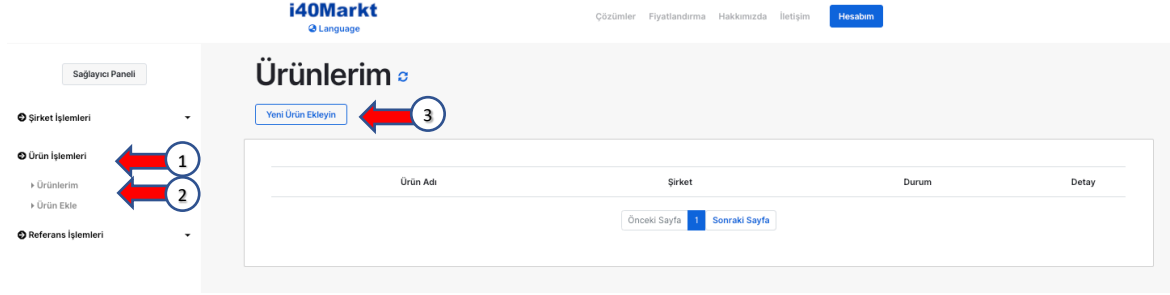 i40Markt
Language
Çözümler Fiyatlandırma Hakkımızda İletişim Hesabım
Sağlayıcı Paneli
Şirket İşlemleri
Ürün İşlemleri
Ürünlerim
Ürün Ekle
Referans İşlemleri
1
2
Ürünlerim
Yeni Ürün Ekleyin
3
Ürün Adı Şirket Durum Detay
Önceki Sayfa 1 Sonraki Sayfa